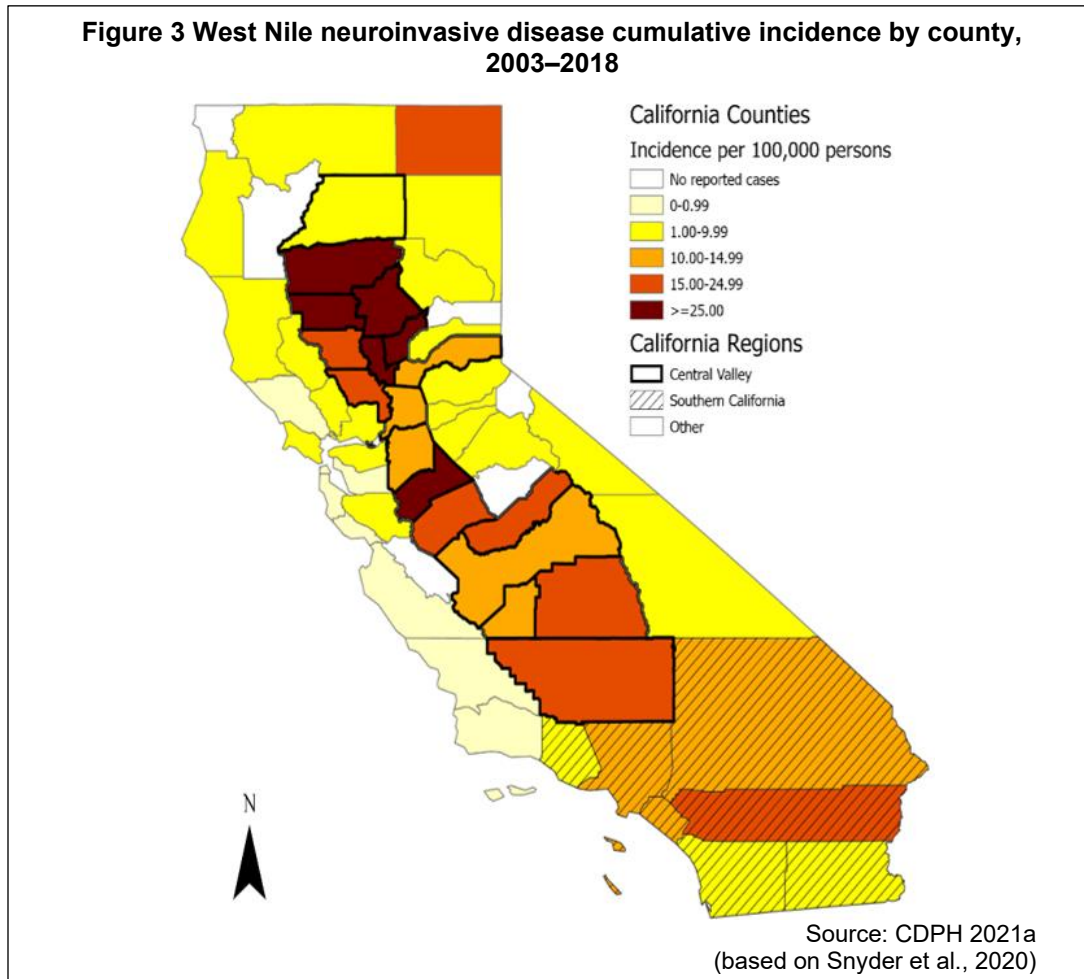 Figure 3 West Nile neuroinvasive disease cumulative incidence by county,
2003–2018
California Counties
Incidence per 100,000 persons
No reported cases
0-0.99
1.00-9.99
10.00-14.99
15.00-24.99
>=25.00
California Regions
Central Valley
Southern California
Other
N
Source: CDPH 2021a
(based on Snyder et al., 2020)